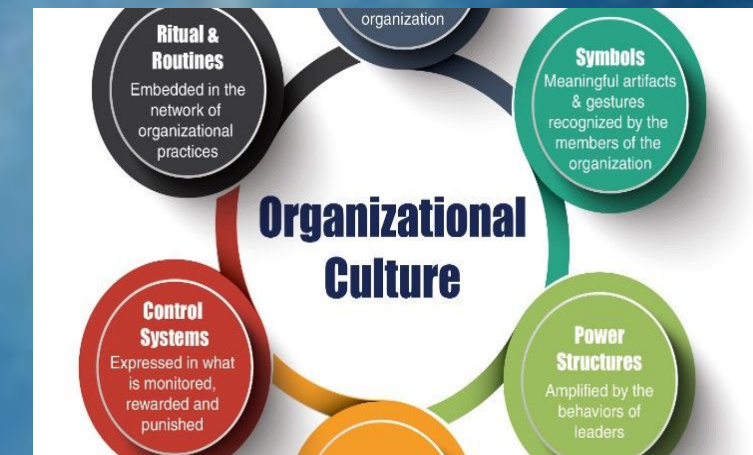 organization
Ritual &
Routines
Embedded in the
network of
organizational
practices
Symbols
Meaningful artifacts
& gestures
recognized by the
members of the
organization
Organizational
Culture
Control
Systems
Expressed in what
is monitored,
rewarded and
punished
Power
Structures
Amplified by the
behaviors of
leaders